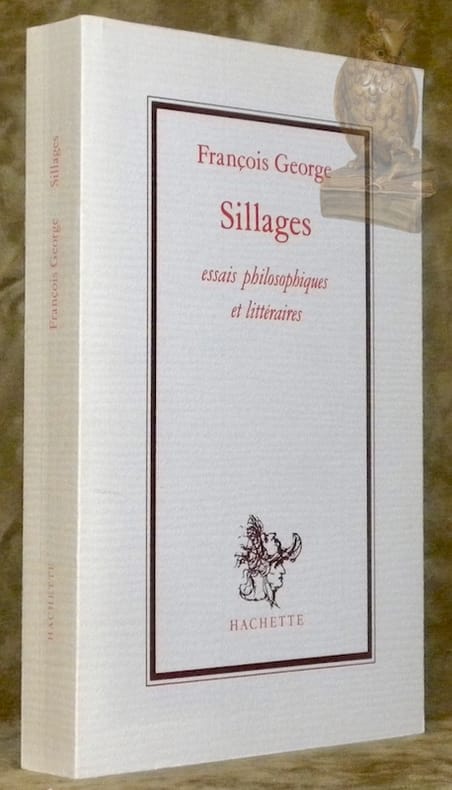 François George
Sillages
essais philosophiques
et littéraires
HACHETTE
François George Sillages
HACHETTE